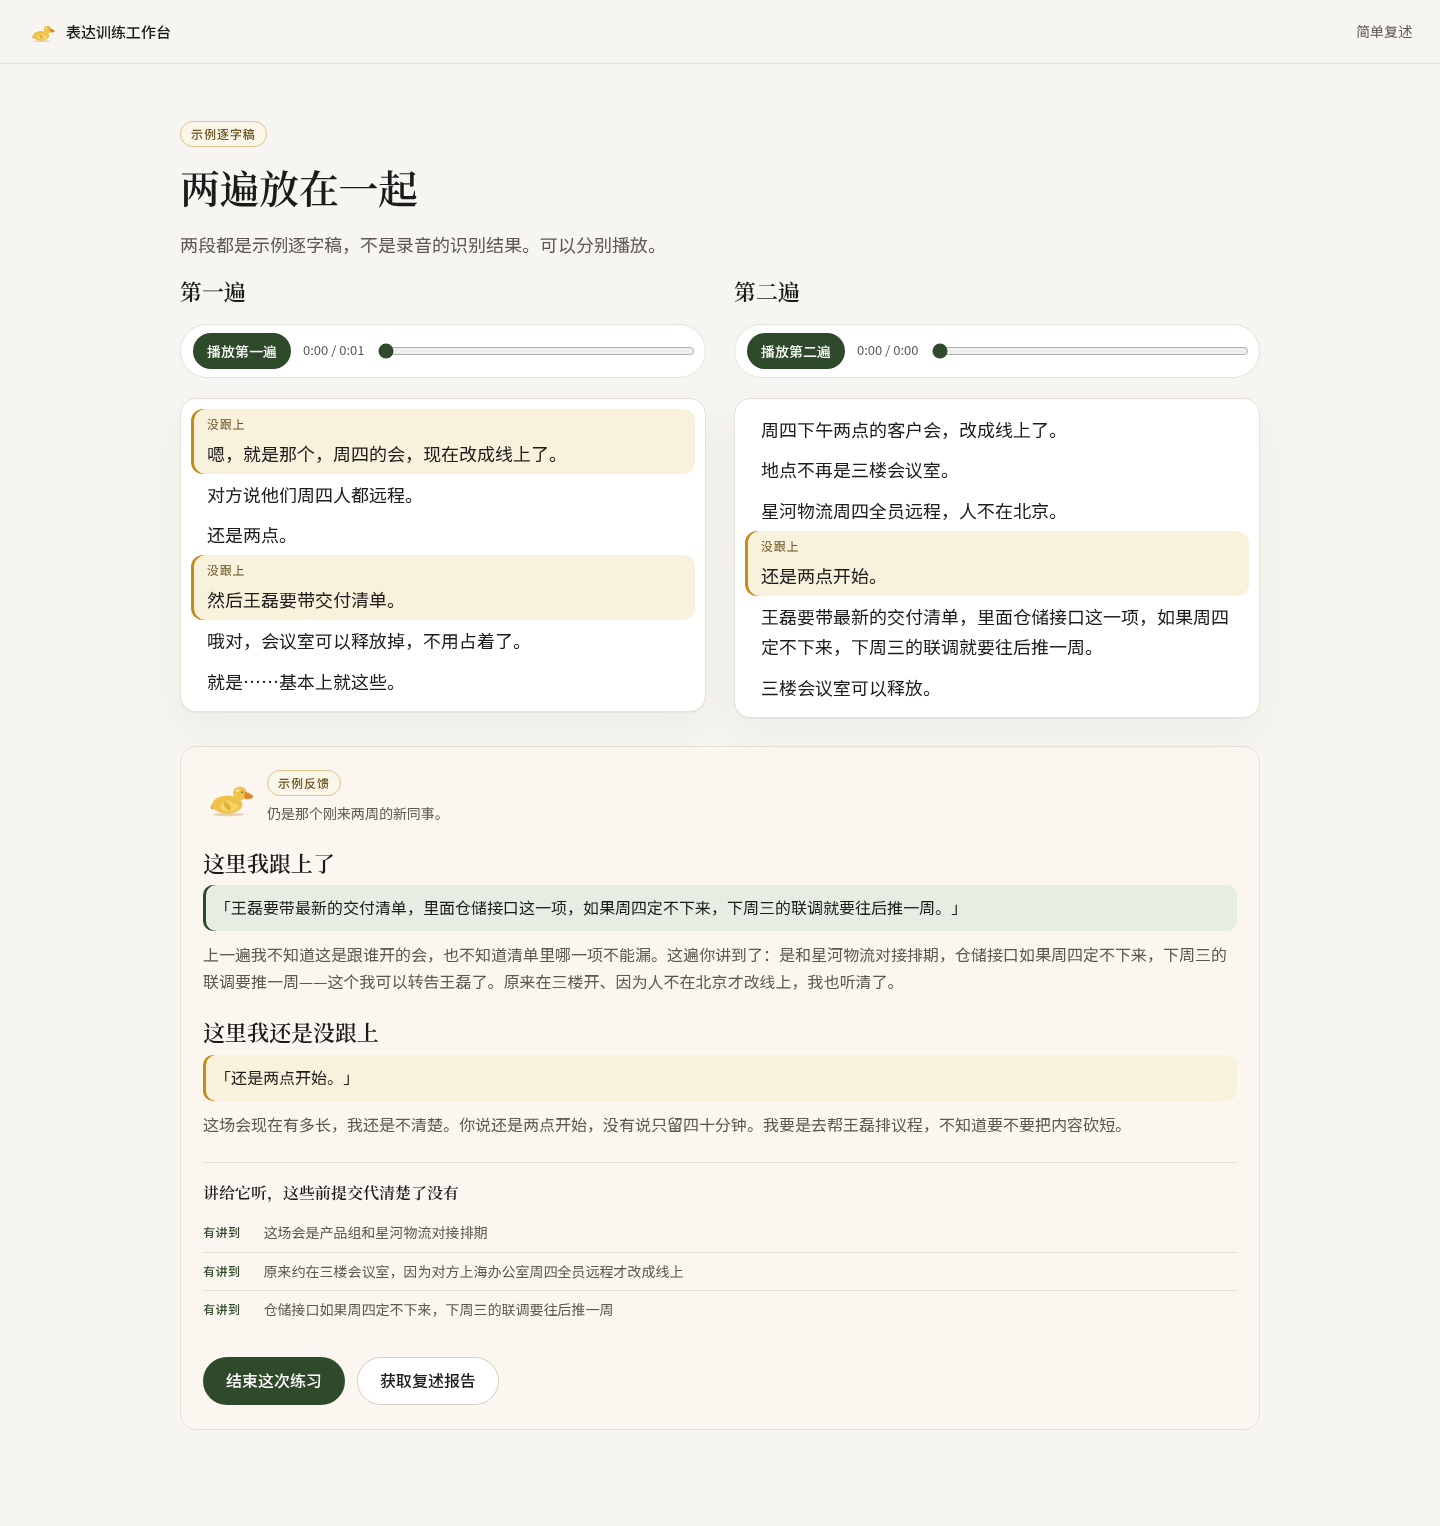 表达训练工作台
简单复述
示例逐字稿
两遍放在一起
两段都是示例逐字稿，不是录音的识别结果。可以分别播放。
第一遍
播放第一遍 0:00 / 0:01
没跟上
嗯，就是那个，周四的会，现在改成线上了。
对方说他们周四人都远程。
还是两点。
没跟上
然后王磊要带交付清单。
哦对，会议室可以释放掉，不用占着了。
就是……基本上就这些。
第二遍
播放第二遍 0:00 / 0:00
周四下午两点的客户会，改成线上了。
地点不再是三楼会议室。
星河物流周四全员远程，人不在北京。
没跟上
还是两点开始。
王磊要带最新的交付清单，里面仓储接口这一项，如果周四
定不下来，下周三的联调就要往后推一周。
三楼会议室可以释放。
示例反馈
仍是那个刚来两周的新同事。
这里我跟上了
「王磊要带最新的交付清单，里面仓储接口这一项，如果周四定不下来，下周三的联调就要往后推一周。」
上一遍我不知道这是跟谁开的会，也不知道清单里哪一项不能漏。这遍你讲到了：是和星河物流对接排期，仓储接口如果周四定不下来，下周三的
联调要推一周——这个我可以转告王磊了。原来在三楼开、因为人不在北京才改线上，我也听清了。
这里我还是没跟上
「还是两点开始。」
这场会现在有多长，我还是不清楚。你说还是两点开始，没有说只留四十分钟。我要是去帮王磊排议程，不知道要不要把内容砍短。
讲给它听，这些前提交代清楚了没有
有讲到 这场会是产品组和星河物流对接排期
有讲到 原来约在三楼会议室，因为对方上海办公室周四全员远程才改成线上
有讲到 仓储接口如果周四定不下来，下周三的联调要往后推一周
结束这次练习
获取复述报告